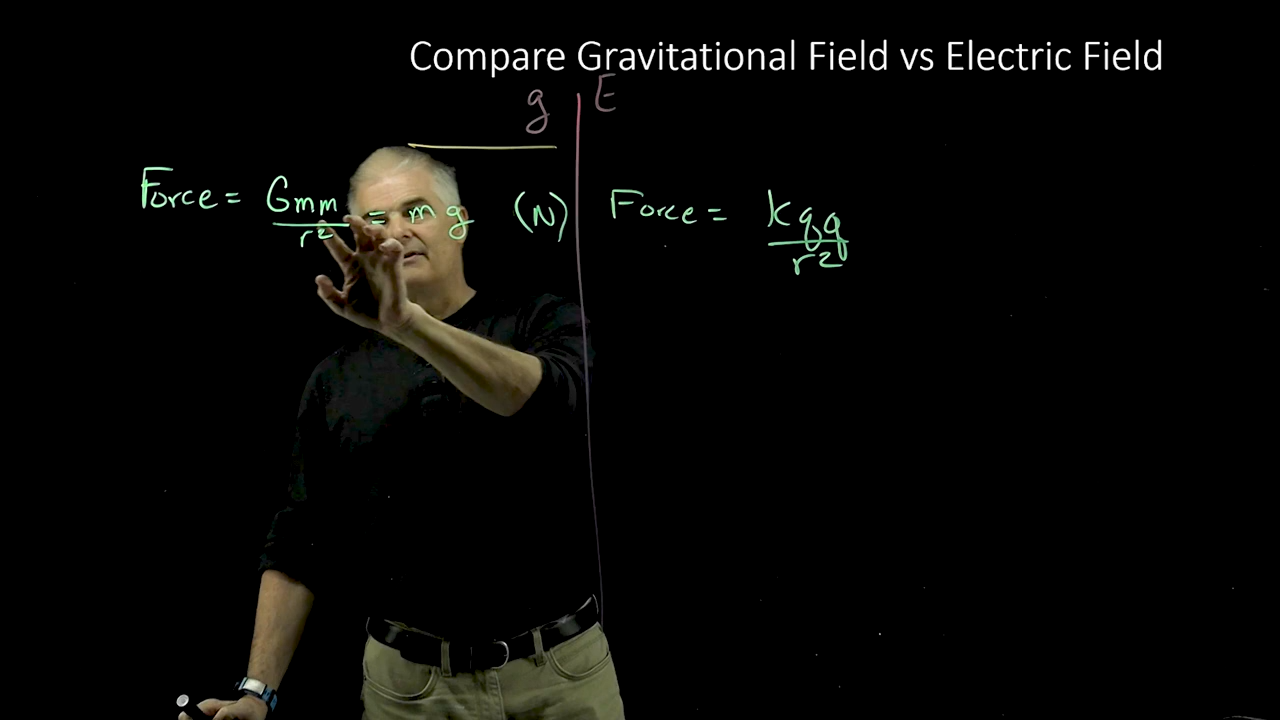 Compare Gravitational Field vs Electric Field
g E
Force = Gmm/r² = mg (N)
Force = kqq/r²